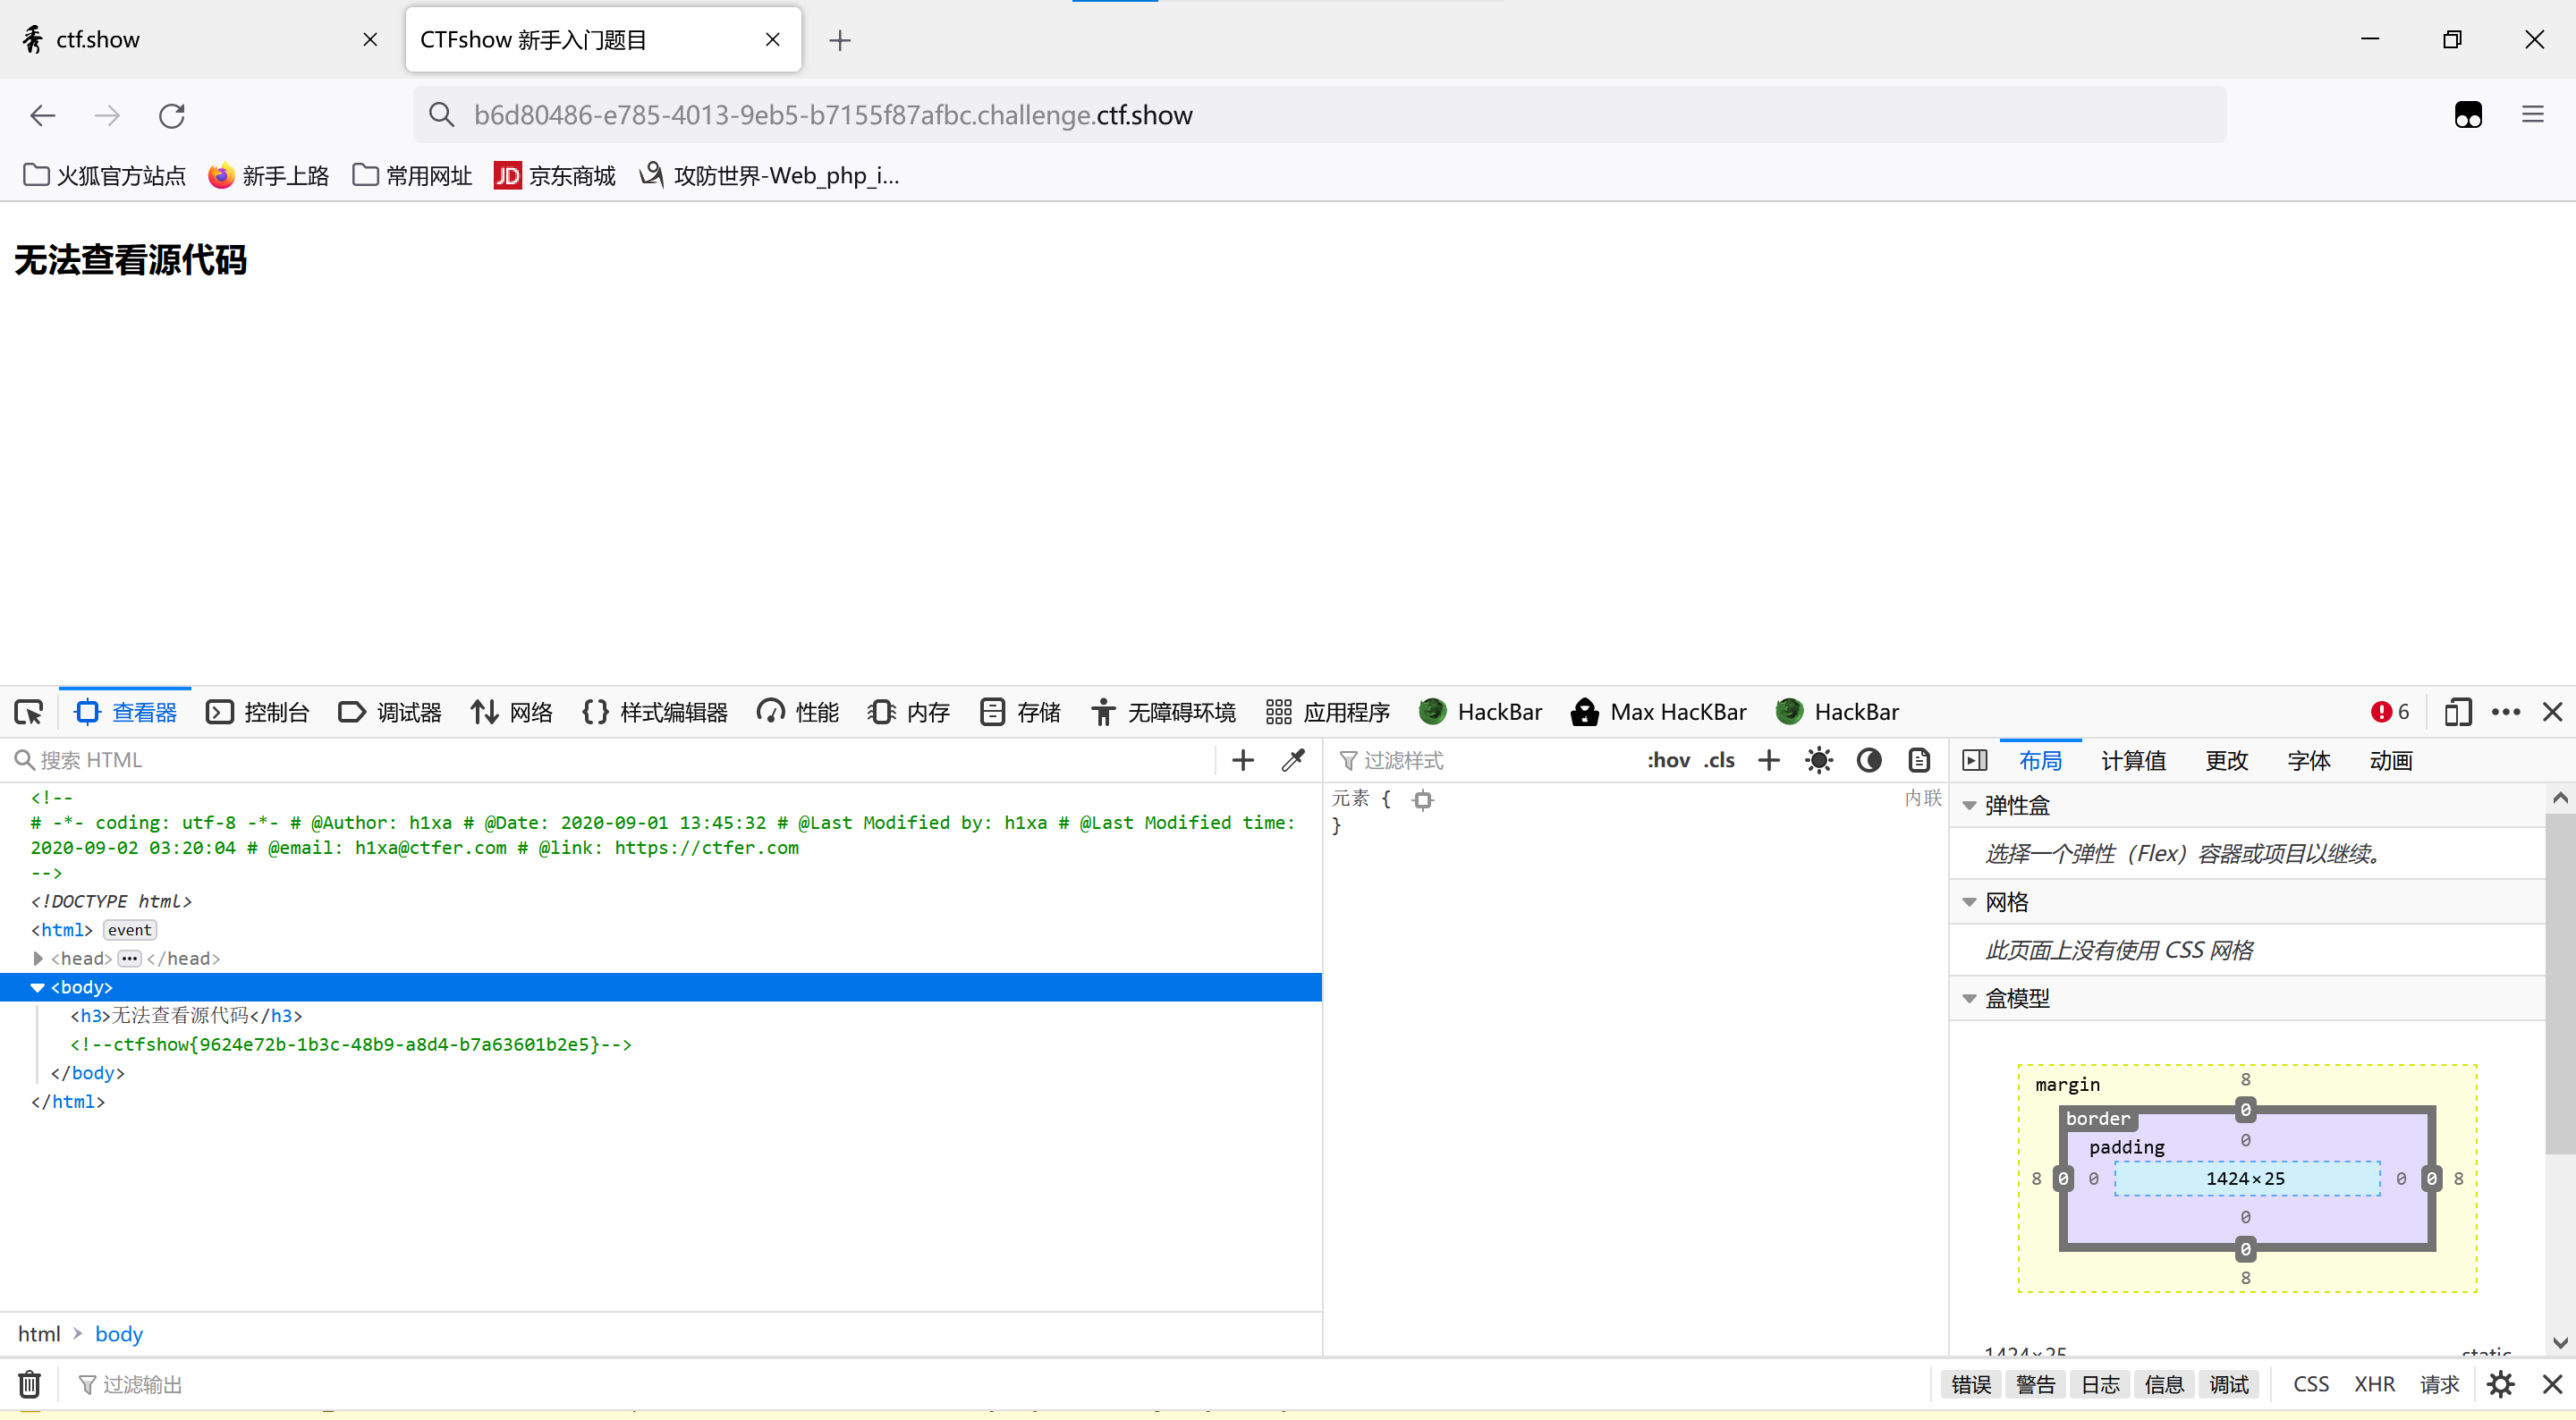 ctf.show
CTFshow 新手入门题目
b6d80486-e785-4013-9eb5-b7155f87afbc.challenge.ctf.show
火狐官方站点 新手上路 常用网址 JD 京东商城 攻防世界-Web_php_i...
无法查看源代码
查看器 控制台 调试器 网络 样式编辑器 性能 内存 存储 无障碍环境 应用程序 HackBar Max HacKBar HackBar 6
搜索 HTML
过滤样式 :hov .cls
布局 计算值 更改 字体 动画
<!--
# -*- coding: utf-8 -*- # @Author: h1xa # @Date: 2020-09-01 13:45:32 # @Last Modified by: h1xa # @Last Modified time:
2020-09-02 03:20:04 # @email: h1xa@ctfer.com # @link: https://ctfer.com
-->
<!DOCTYPE html>
<html> event
<head> ••• </head>
<body>
<h3>无法查看源代码</h3>
<!--ctfshow{9624e72b-1b3c-48b9-a8d4-b7a63601b2e5}-->
</body>
</html>
html body
元素 { 内联
}
弹性盒
选择一个弹性（Flex）容器或项目以继续。
网格
此页面上没有使用 CSS 网格
盒模型
margin 8
border 0
padding 0
8 0 0 1424×25 0 0 8
0
0
8
1424×25 static
过滤输出
错误 警告 日志 信息 调试 CSS XHR 请求